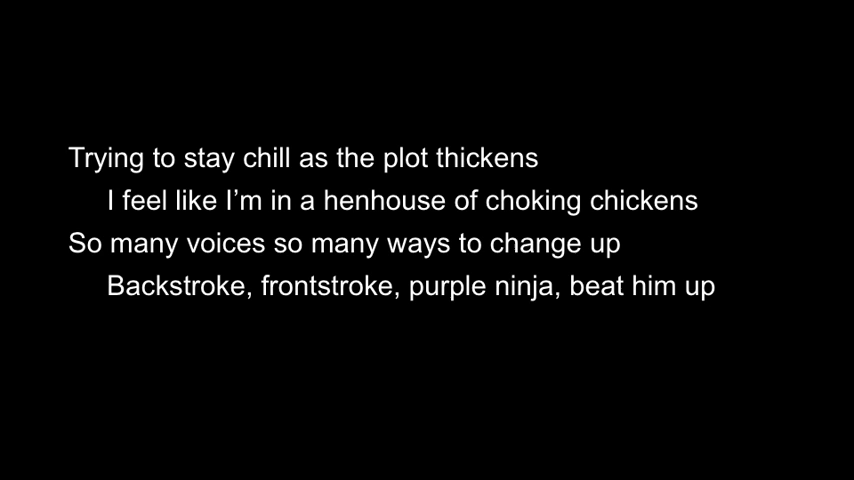 Trying to stay chill as the plot thickens
I feel like I’m in a henhouse of choking chickens
So many voices so many ways to change up
Backstroke, frontstroke, purple ninja, beat him up